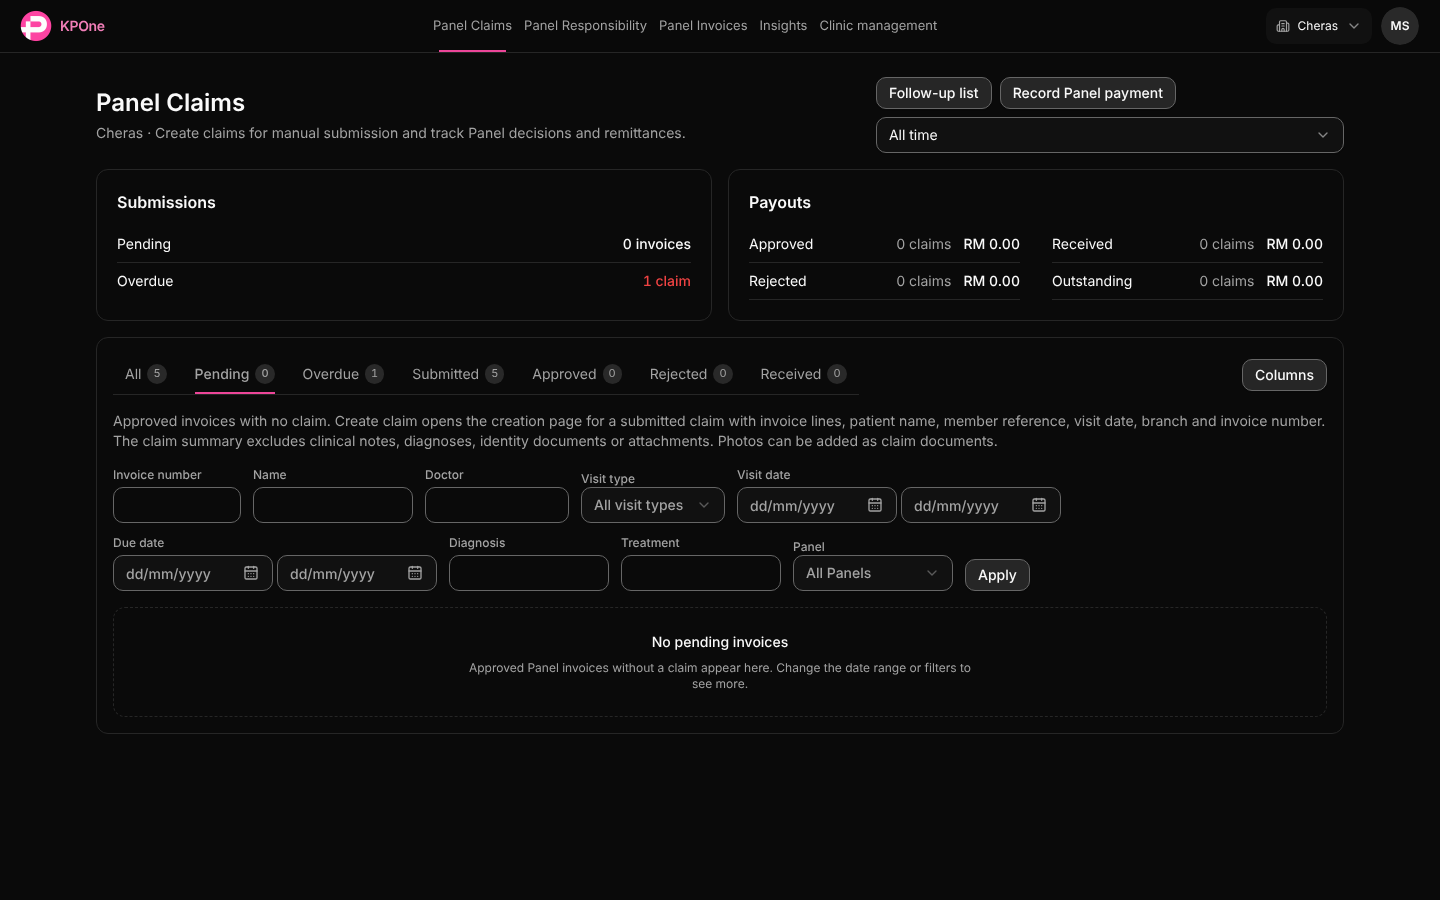 KPOne
Panel Claims Panel Responsibility Panel Invoices Insights Clinic management
Cheras
MS
Panel Claims
Cheras · Create claims for manual submission and track Panel decisions and remittances.
Follow-up list Record Panel payment
All time
Submissions
Pending 0 invoices
Overdue 1 claim
Payouts
Approved 0 claims RM 0.00 Received 0 claims RM 0.00
Rejected 0 claims RM 0.00 Outstanding 0 claims RM 0.00
All 5 Pending 0 Overdue 1 Submitted 5 Approved 0 Rejected 0 Received 0
Columns
Approved invoices with no claim. Create claim opens the creation page for a submitted claim with invoice lines, patient name, member reference, visit date, branch and invoice number.
The claim summary excludes clinical notes, diagnoses, identity documents or attachments. Photos can be added as claim documents.
Invoice number Name Doctor Visit type Visit date
All visit types dd/mm/yyyy dd/mm/yyyy
Due date Diagnosis Treatment Panel
dd/mm/yyyy dd/mm/yyyy All Panels Apply
No pending invoices
Approved Panel invoices without a claim appear here. Change the date range or filters to
see more.